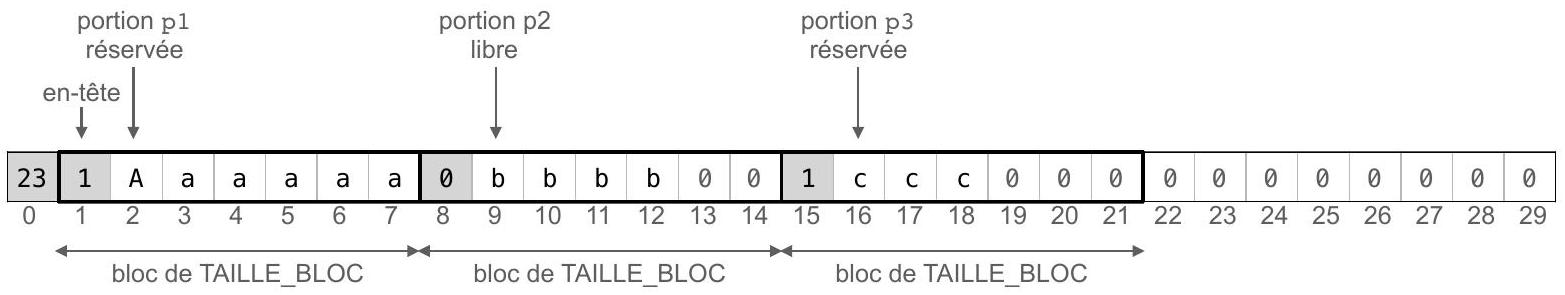 portion p1
réservée
portion p2
libre
portion p3
réservée
en-tête
23 1 A a a a a a 0 b b b b 0 0 1 c c c 0 0 0 0 0 0 0 0 0 0 0
0 1 2 3 4 5 6 7 8 9 10 11 12 13 14 15 16 17 18 19 20 21 22 23 24 25 26 27 28 29
bloc de TAILLE_BLOC bloc de TAILLE_BLOC bloc de TAILLE_BLOC